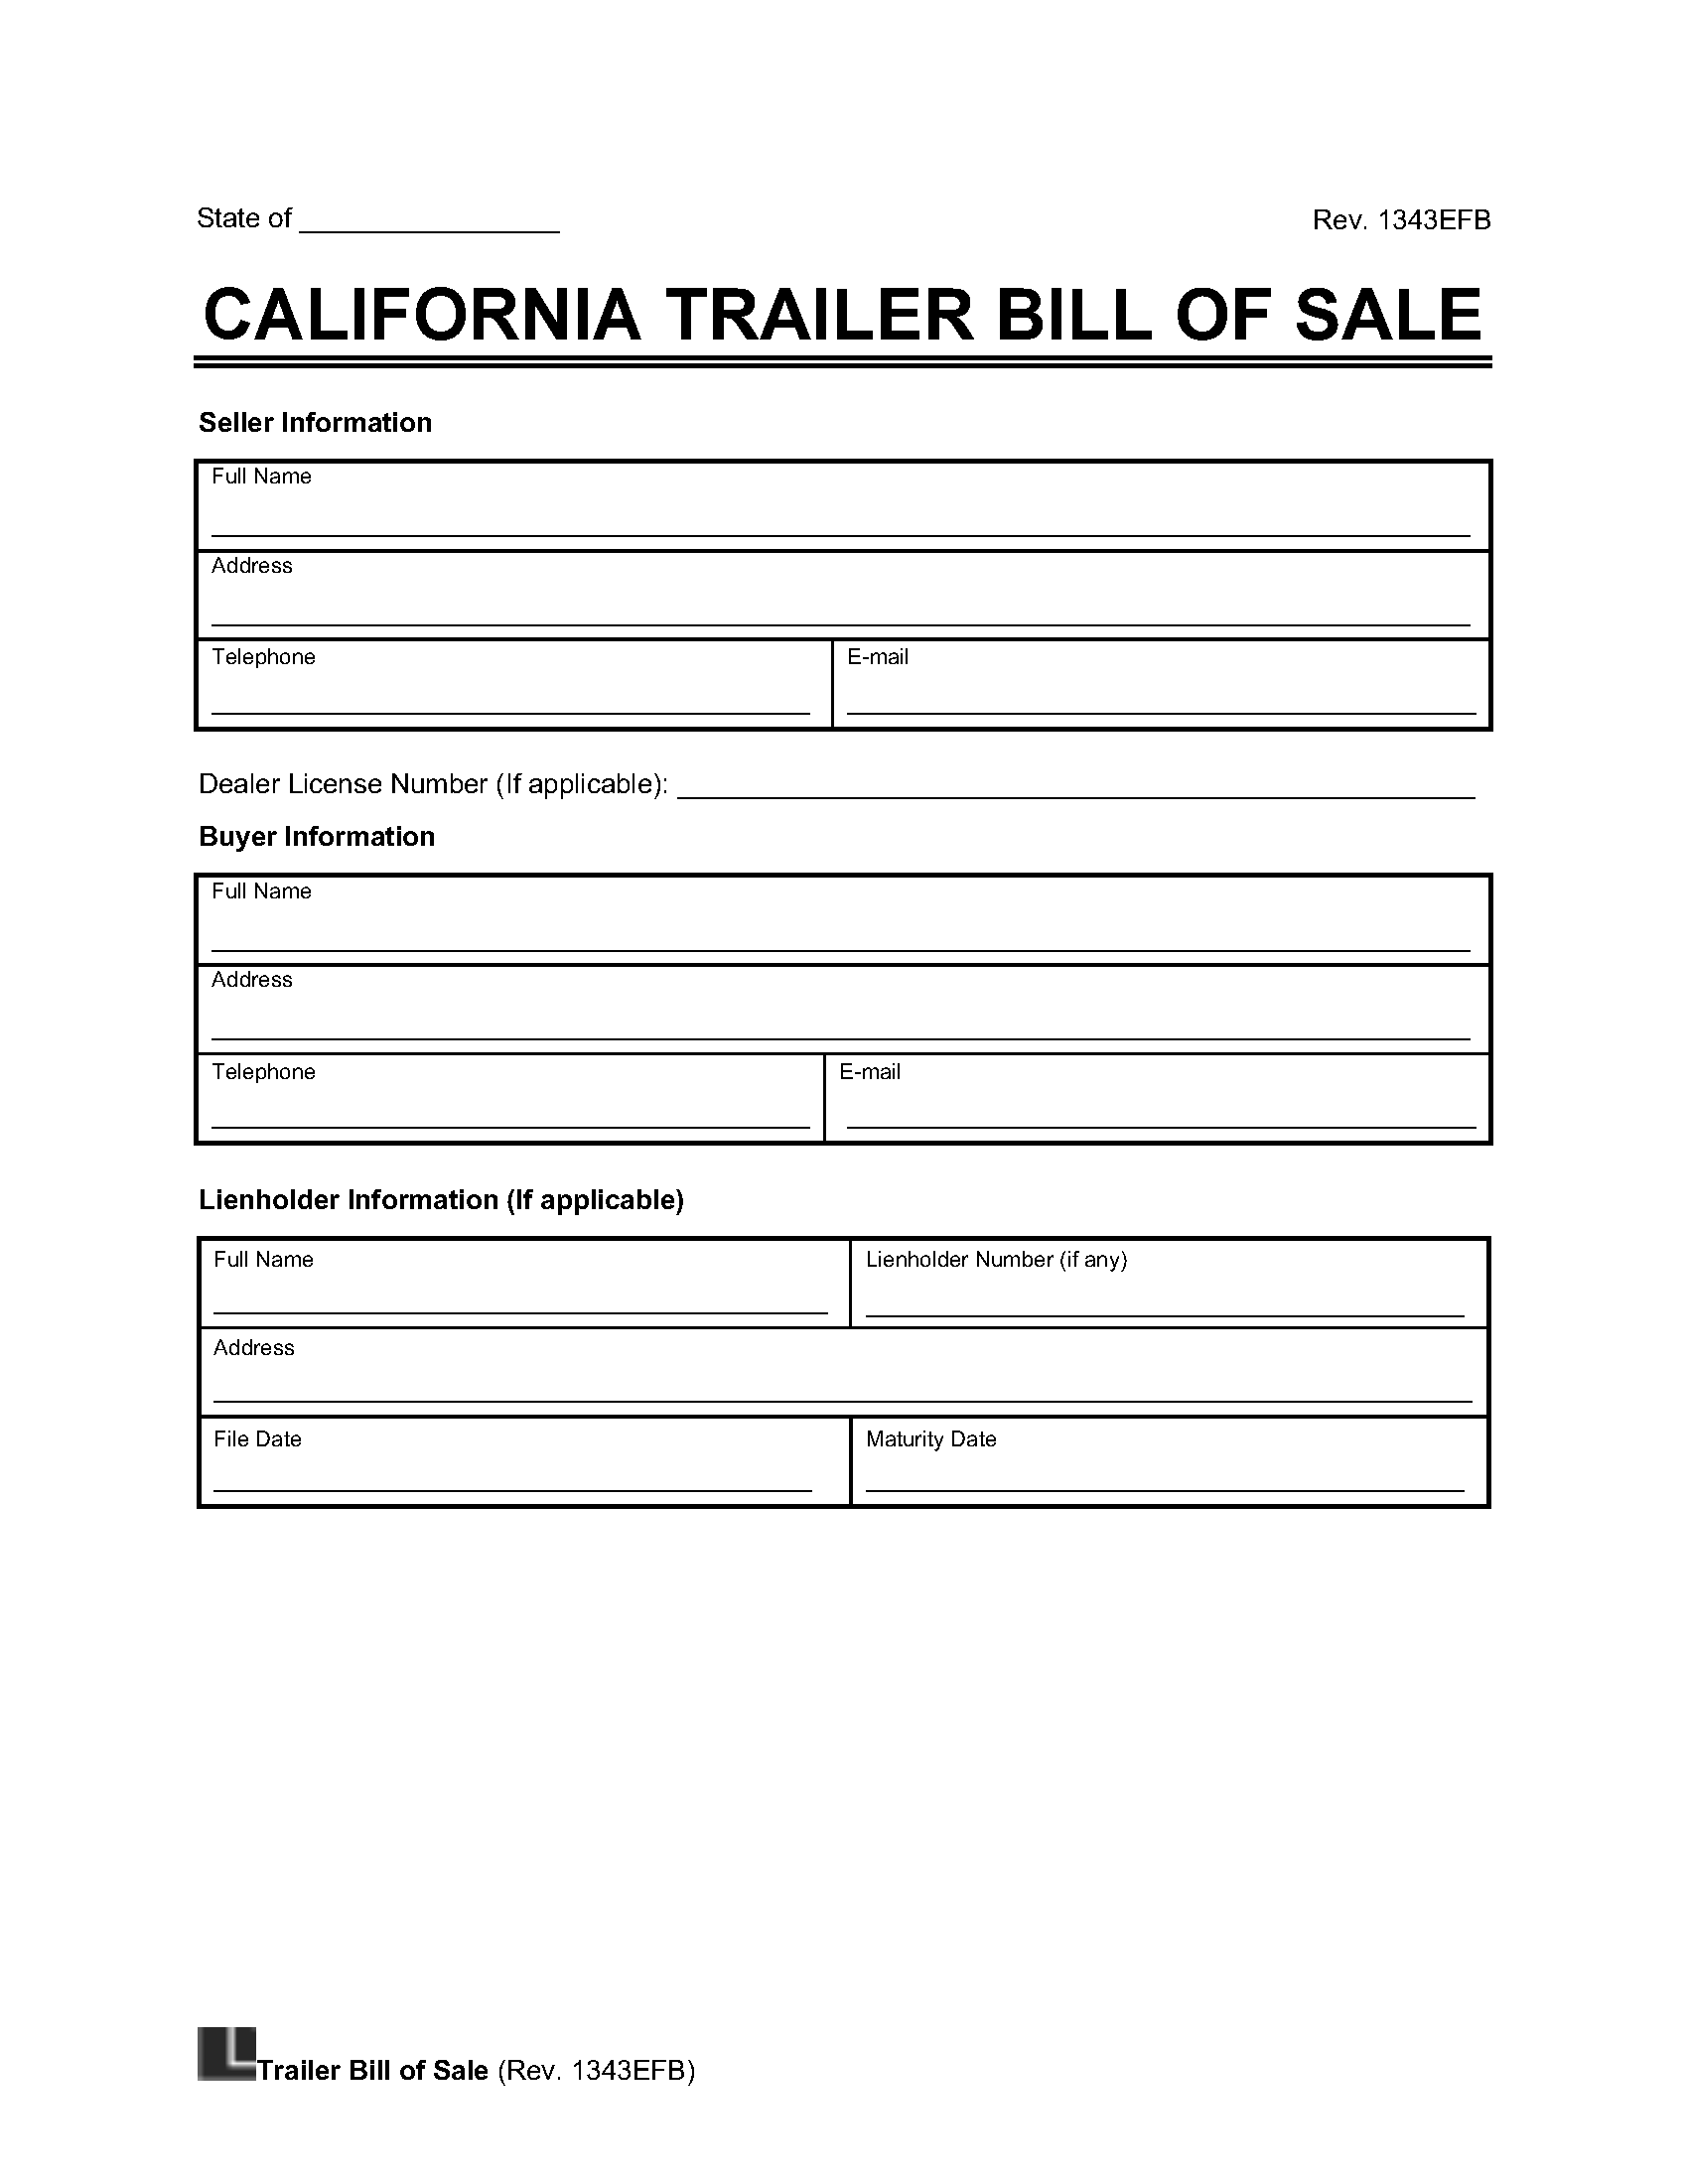 State of
Rev. 1343EFB
CALIFORNIA TRAILER BILL OF SALE
Seller Information
Full Name
Address
Telephone
E-mail
Dealer License Number (If applicable):
Buyer Information
Full Name
Address
Telephone
E-mail
Lienholder Information (If applicable)
Full Name
Lienholder Number (if any)
Address
File Date
Maturity Date
Trailer Bill of Sale (Rev. 1343EFB)